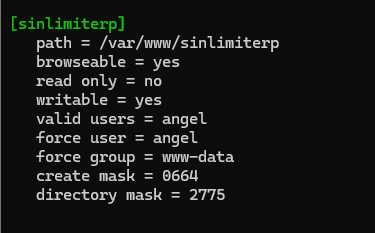 [sinlimiterp]
path = /var/www/sinlimiterp
browseable = yes
read only = no
writable = yes
valid users = angel
force user = angel
force group = www-data
create mask = 0664
directory mask = 2775